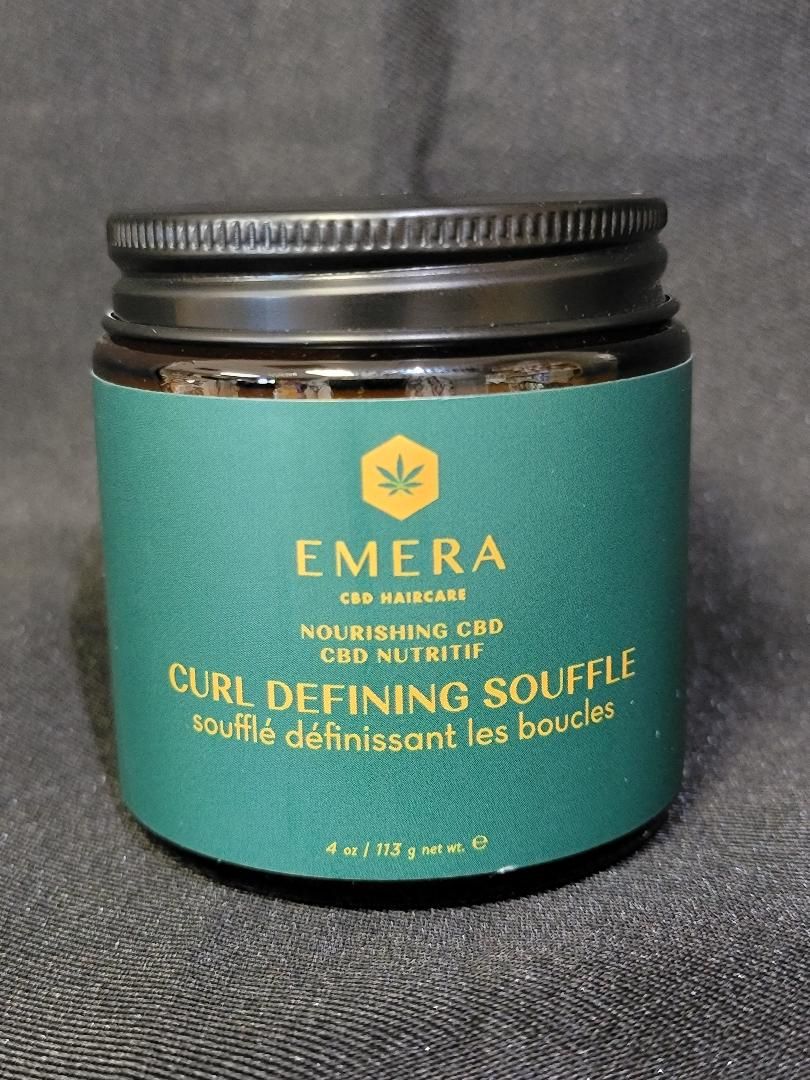 EMERA
CBD HAIRCARE
NOURISHING CBD
CBD NUTRITIF
CURL DEFINING SOUFFLE
soufflé définissant les boucles
4 oz / 113 g net wt. ℮